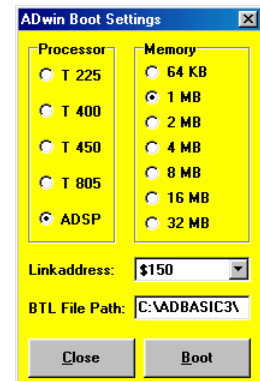 ADwin Boot Settings
Processor
T 225
T 400
T 450
T 805
ADSP
Memory
64 KB
1 MB
2 MB
4 MB
8 MB
16 MB
32 MB
Linkaddress: $150
BTL File Path: C:\ADBASIC3\
Close Boot